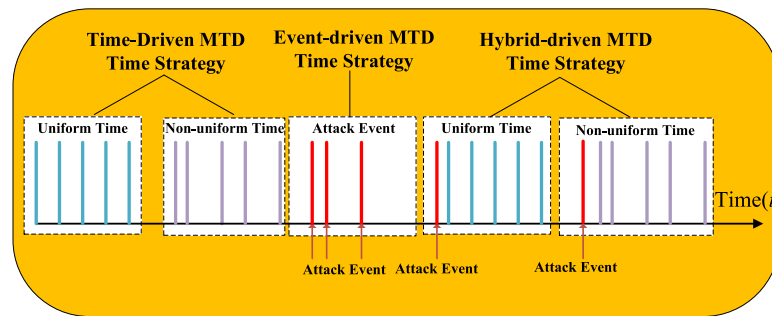 Time-Driven MTD
Time Strategy
Event-driven MTD
Time Strategy
Hybrid-driven MTD
Time Strategy
Uniform Time
Non-uniform Time
Attack Event
Uniform Time
Non-uniform Time
Time(
Attack Event
Attack Event
Attack Event